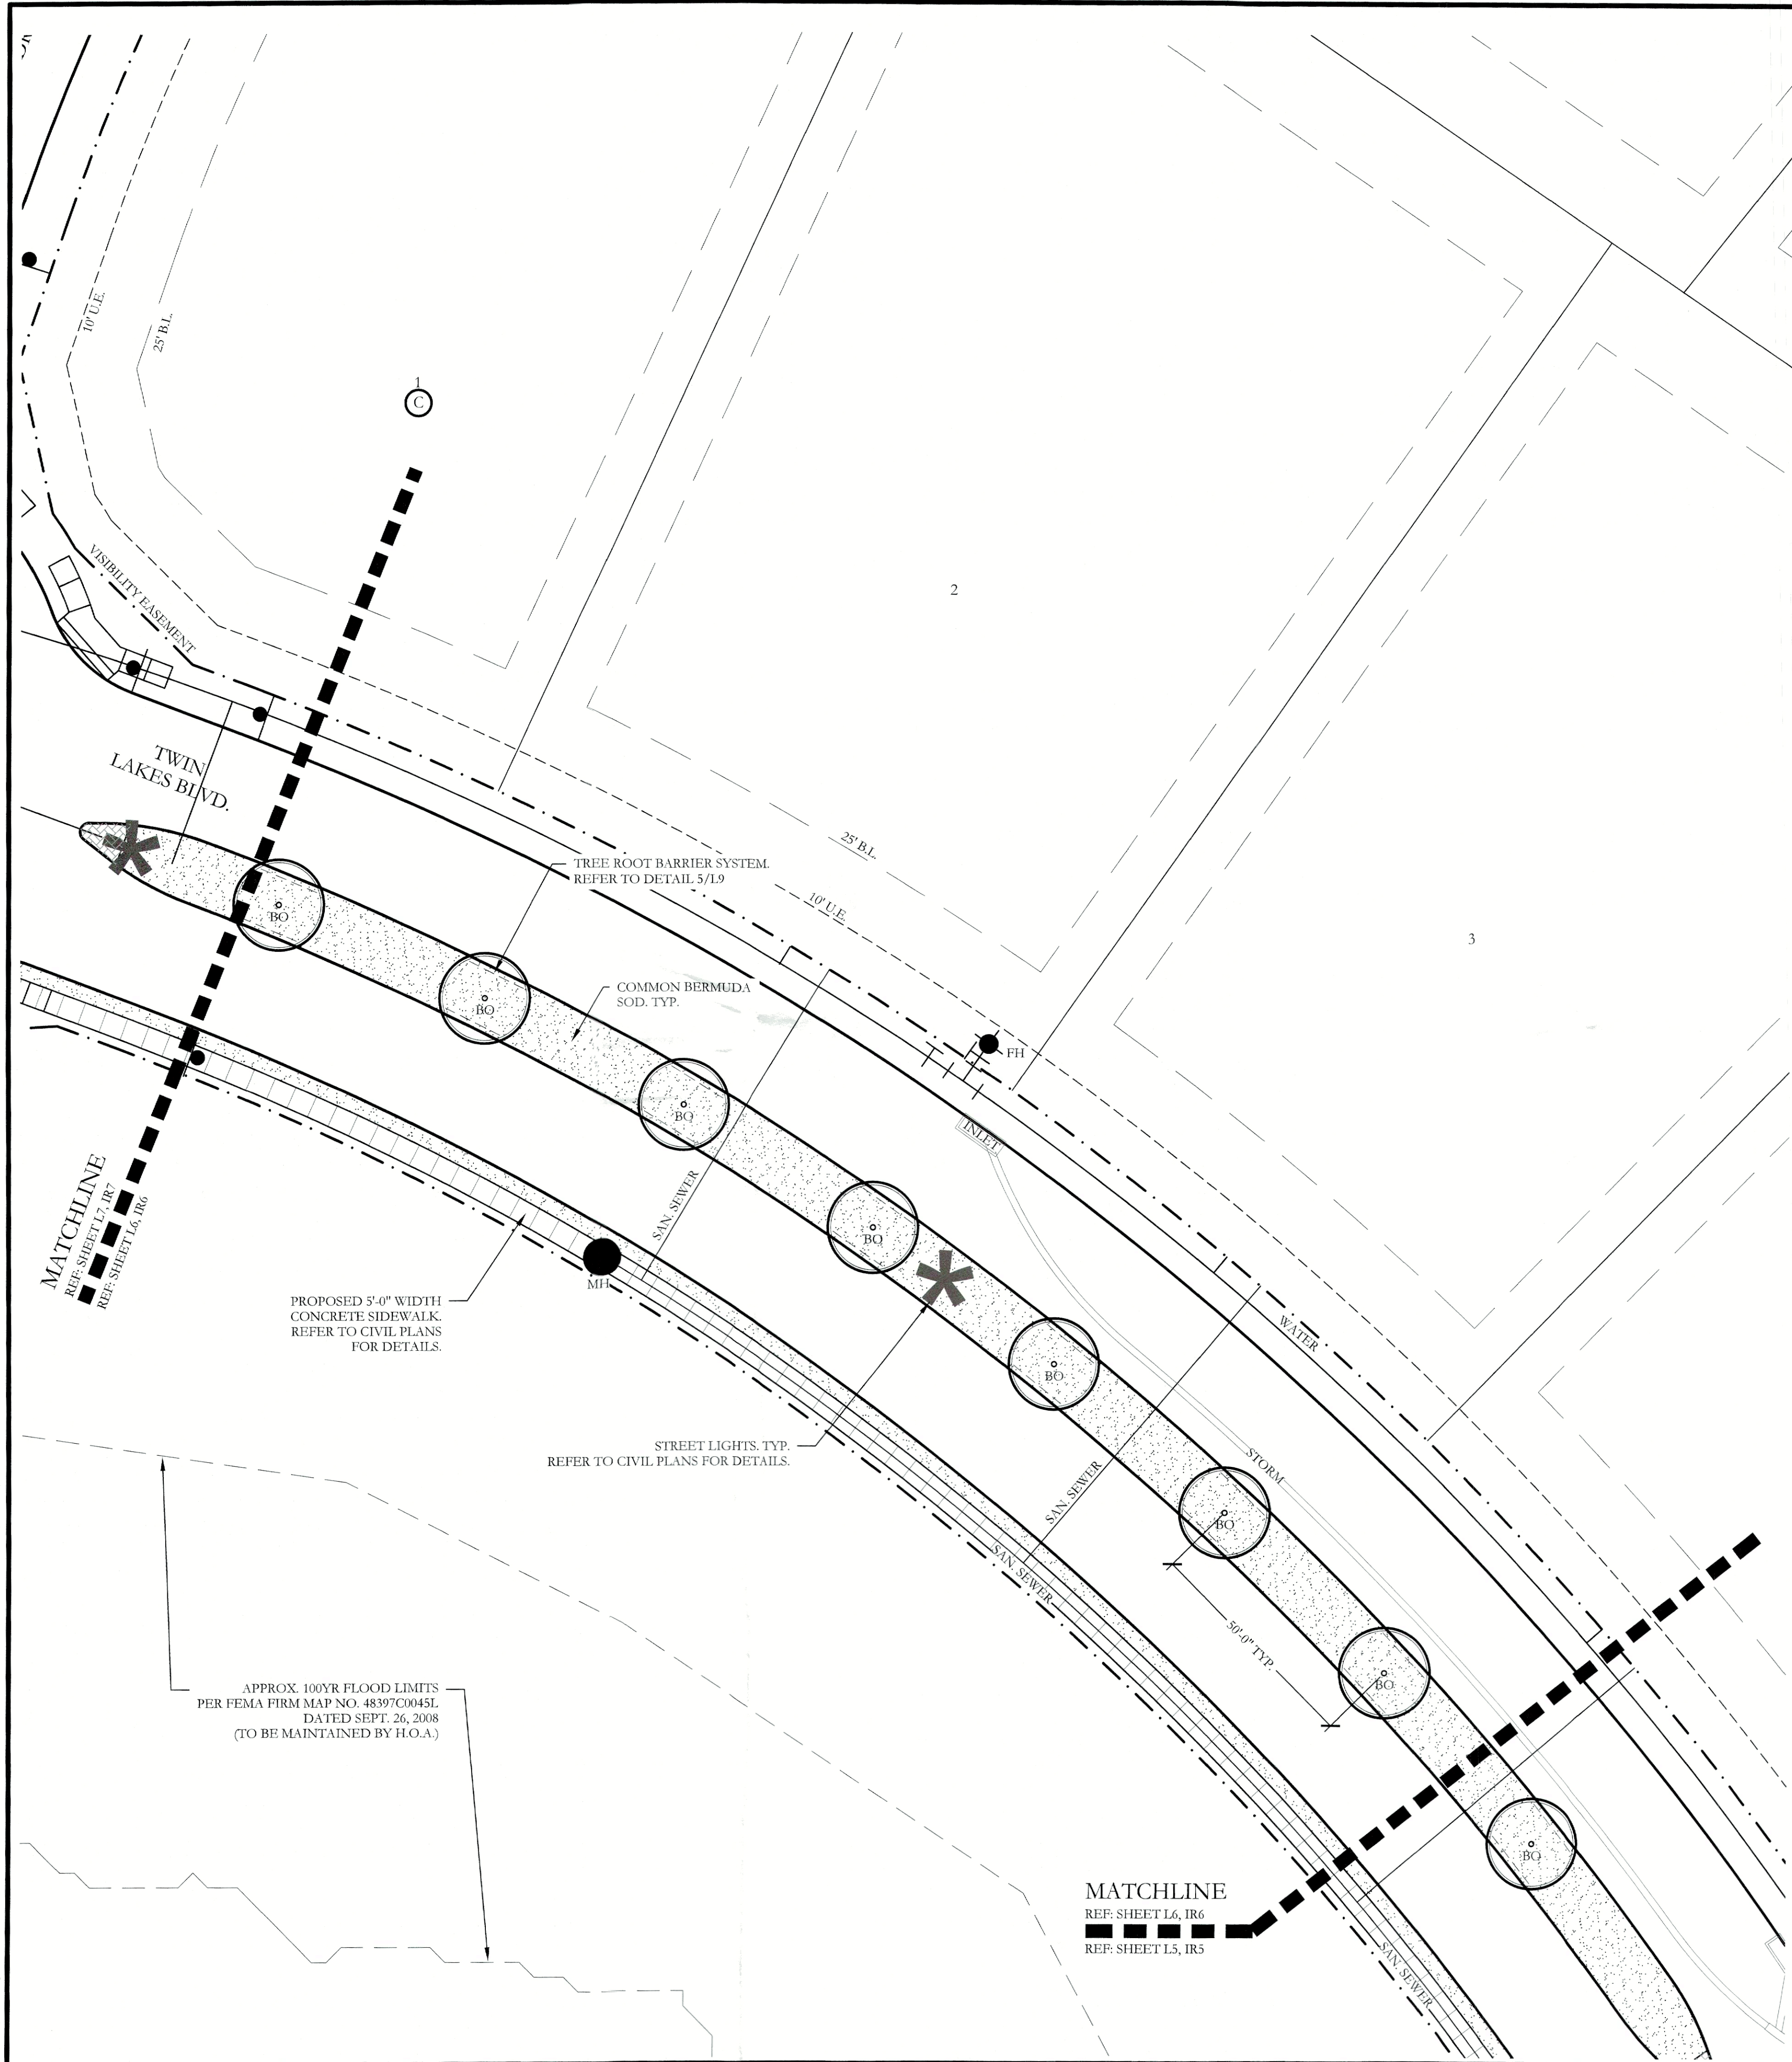 10' U.E.
25' B.L.
1
C
VISIBILITY EASEMENT
2
3
TWIN
LAKES BLVD.
25' B.L.
10' U.E.
TREE ROOT BARRIER SYSTEM.
REFER TO DETAIL 5/L9
BO
BO
COMMON BERMUDA
SOD. TYP.
BO
FH
INLET
MATCHLINE
REF: SHEET L7, IR7
REF: SHEET L6, IR6
SAN. SEWER
BO
MH
PROPOSED 5'-0" WIDTH
CONCRETE SIDEWALK.
REFER TO CIVIL PLANS
FOR DETAILS.
WATER
BO
STREET LIGHTS. TYP.
REFER TO CIVIL PLANS FOR DETAILS.
STORM
SAN. SEWER
BO
SAN. SEWER
50'-0" TYP.
BO
APPROX. 100YR FLOOD LIMITS
PER FEMA FIRM MAP NO. 48397C0045L
DATED SEPT. 26, 2008
(TO BE MAINTAINED BY H.O.A.)
BO
MATCHLINE
REF: SHEET L6, IR6
REF: SHEET L5, IR5
SAN. SEWER